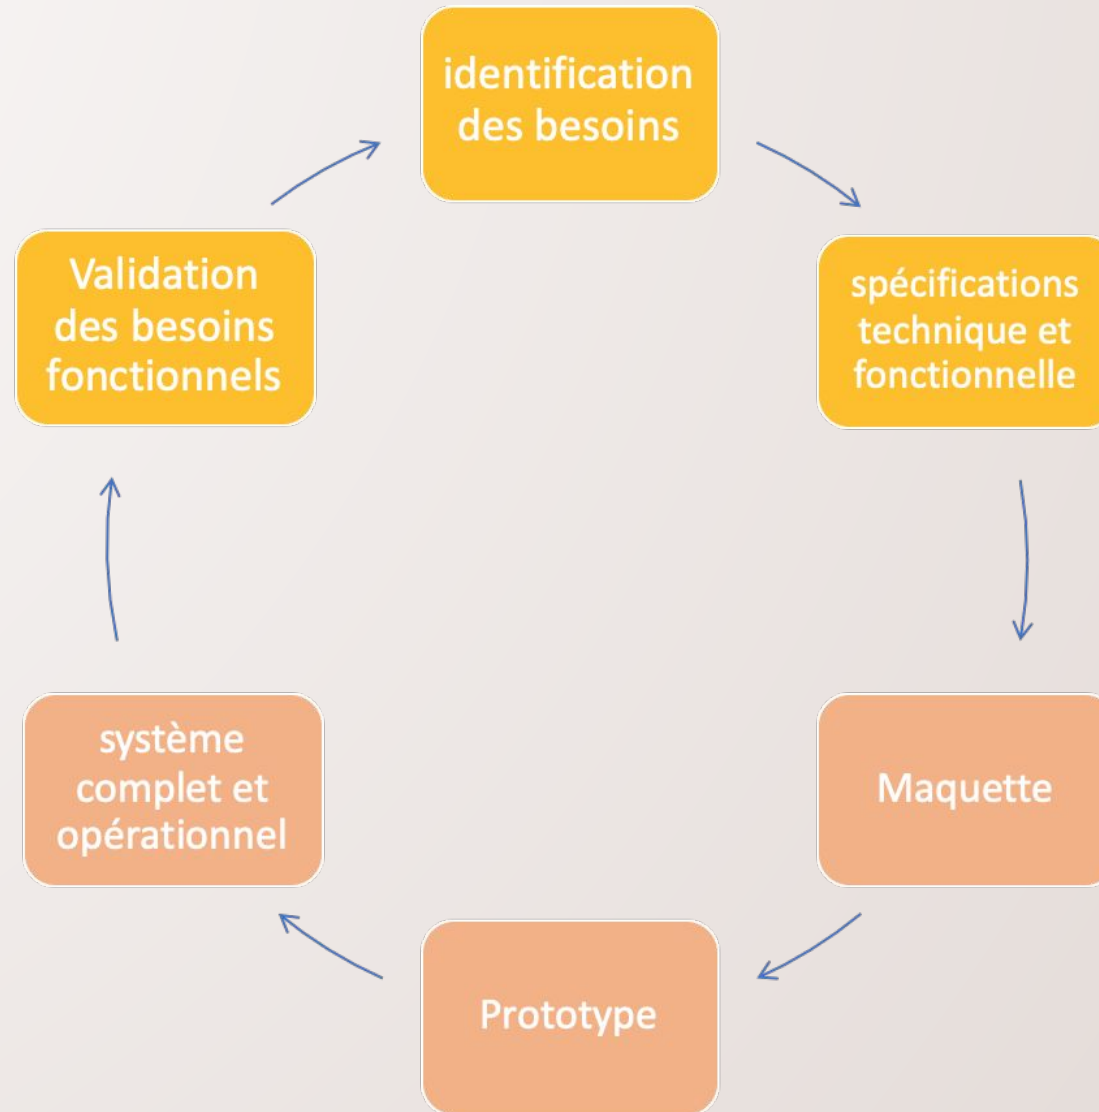 identification
des besoins
spécifications
technique et
fonctionnelle
Maquette
Prototype
système
complet et
opérationnel
Validation
des besoins
fonctionnels